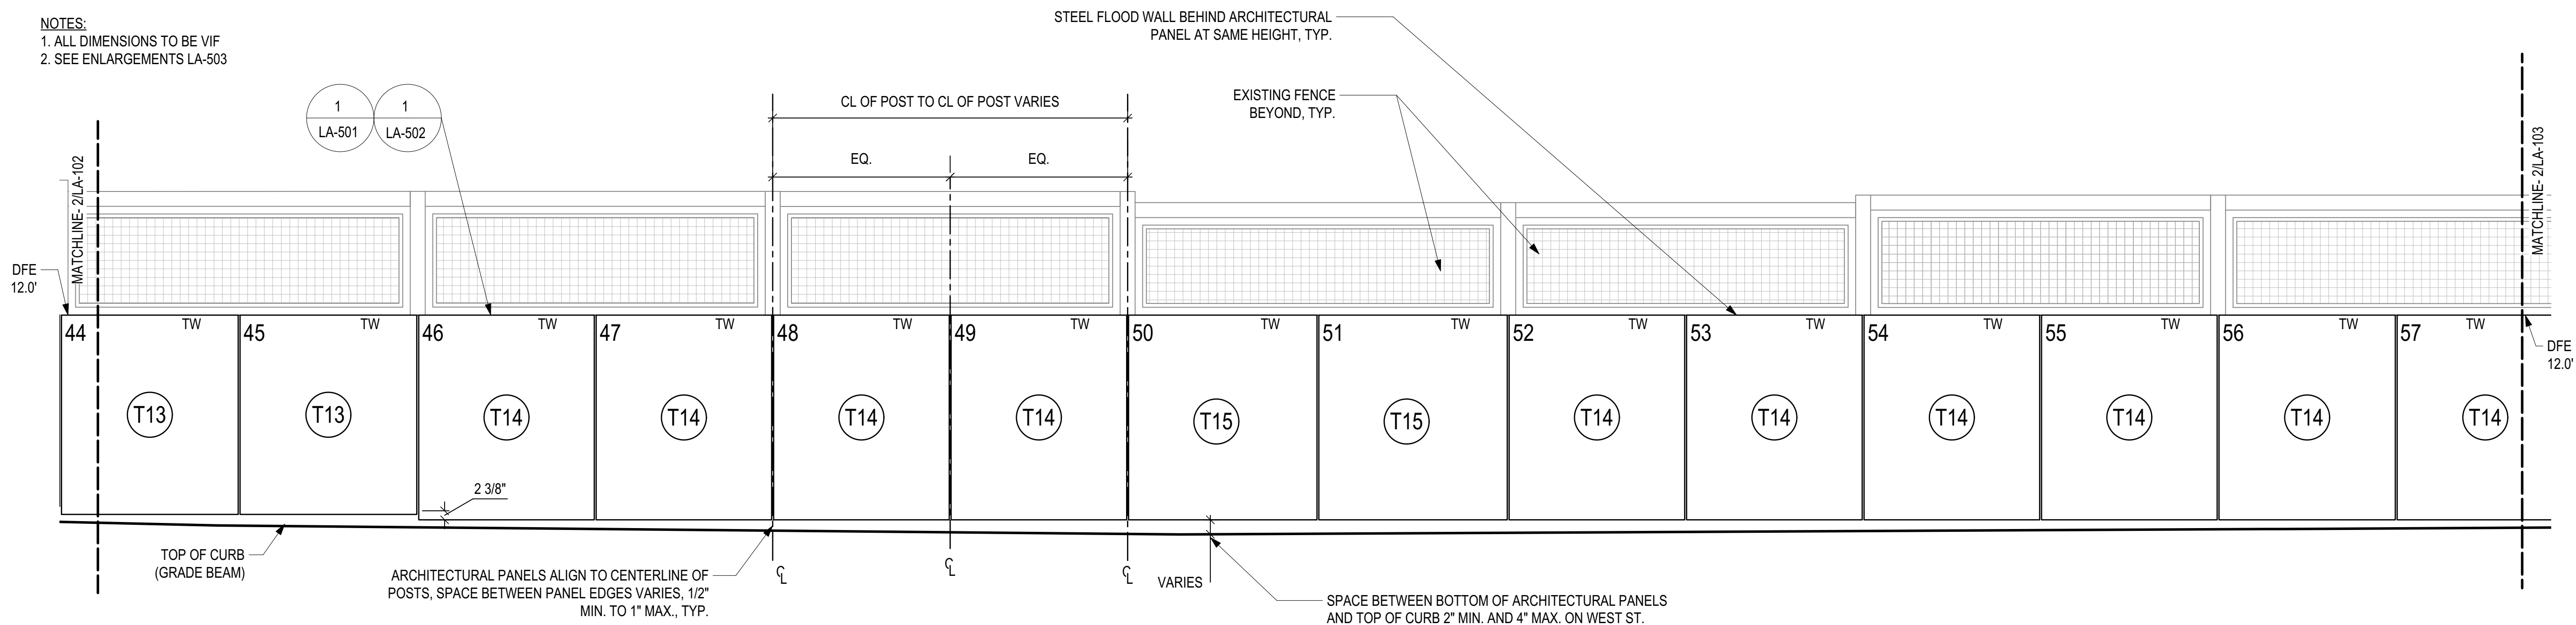 NOTES:
1. ALL DIMENSIONS TO BE VIF
2. SEE ENLARGEMENTS LA-503
STEEL FLOOD WALL BEHIND ARCHITECTURAL
PANEL AT SAME HEIGHT, TYP.
1
LA-501
1
LA-502
CL OF POST TO CL OF POST VARIES
EQ.
EQ.
EXISTING FENCE
BEYOND, TYP.
MATCHLINE- 2/LA-102
MATCHLINE- 2/LA-103
DFE
12.0'
DFE
12.0'
44 TW
45 TW
46 TW
47 TW
48 TW
49 TW
50 TW
51 TW
52 TW
53 TW
54 TW
55 TW
56 TW
57 TW
T13
T13
T14
T14
T14
T14
T15
T15
T14
T14
T14
T14
T14
T14
2 3/8"
TOP OF CURB
(GRADE BEAM)
ARCHITECTURAL PANELS ALIGN TO CENTERLINE OF
POSTS, SPACE BETWEEN PANEL EDGES VARIES, 1/2"
MIN. TO 1" MAX., TYP.
CL
CL
CL
VARIES
SPACE BETWEEN BOTTOM OF ARCHITECTURAL PANELS
AND TOP OF CURB 2" MIN. AND 4" MAX. ON WEST ST.